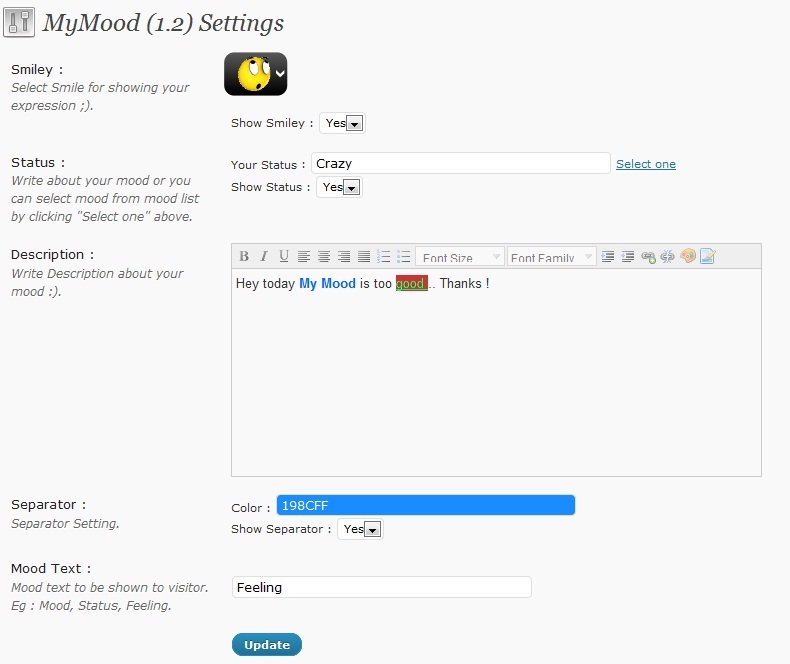 MyMood (1.2) Settings
Smiley :
Select Smile for showing your
expression ;).
Show Smiley : Yes
Status :
Write about your mood or you
can select mood from mood list
by clicking "Select one" above.
Your Status : Crazy Select one
Show Status : Yes
Description :
Write Description about your
mood :).
B I U Font Size Font Family
Hey today My Mood is too good .. Thanks !
Separator :
Separator Setting.
Color : 198CFF
Show Separator : Yes
Mood Text :
Mood text to be shown to visitor.
Eg : Mood, Status, Feeling.
Feeling
Update